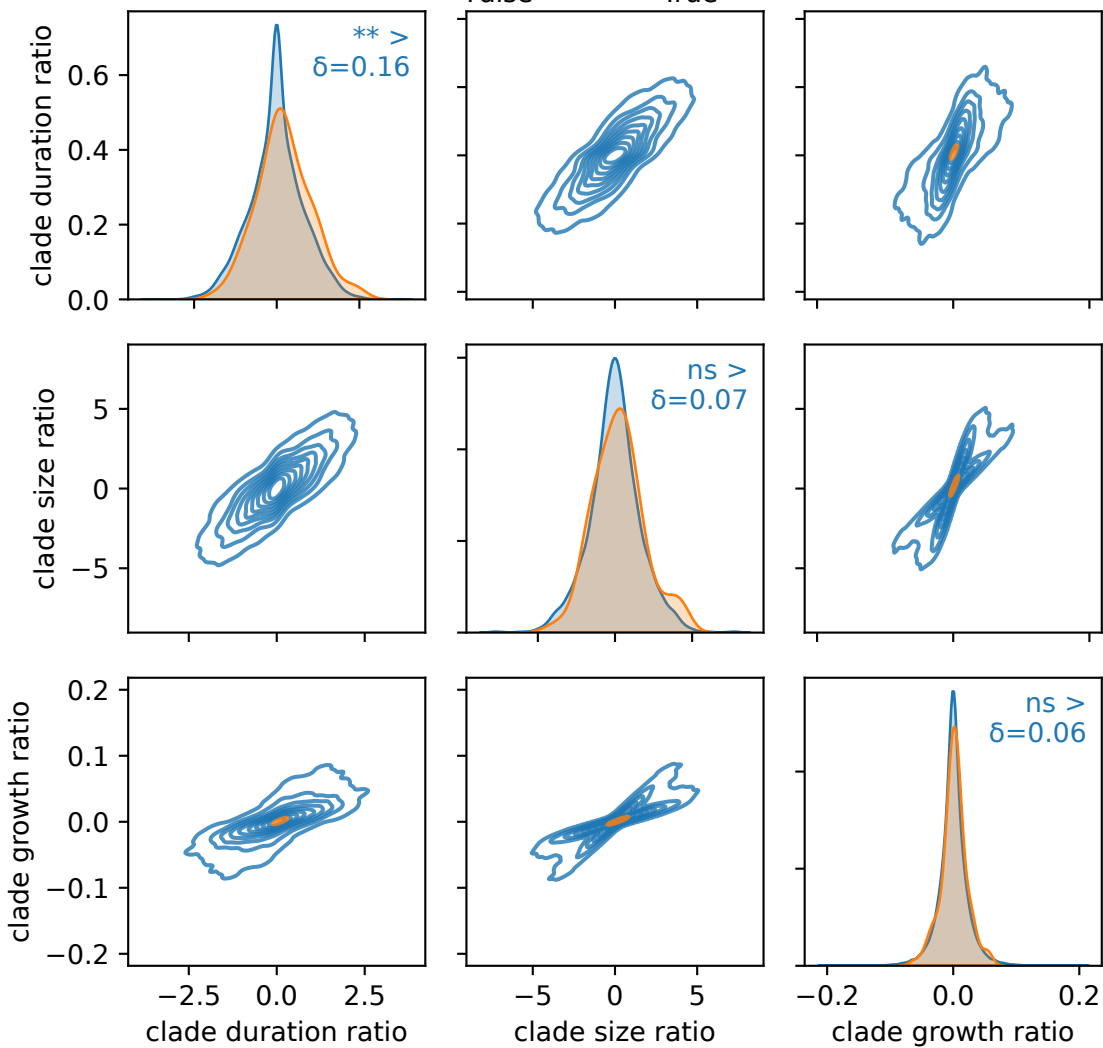 False True
clade duration ratio
0.6
0.4
0.2
0.0
** >
δ=0.16
clade size ratio
5
0
−5
ns >
δ=0.07
clade growth ratio
0.2
0.1
0.0
−0.1
−0.2
ns >
δ=0.06
−2.5 0.0 2.5
−5 0 5
−0.2 0.0 0.2
clade duration ratio
clade size ratio
clade growth ratio